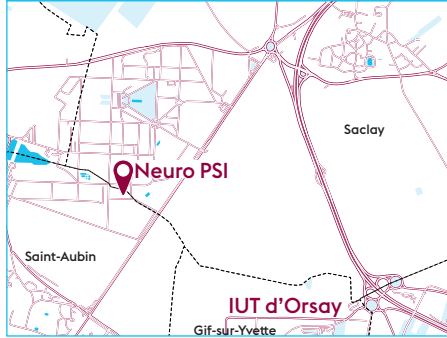 Saclay
Neuro PSI
Saint-Aubin
IUT d'Orsay
Gif-sur-Yvette